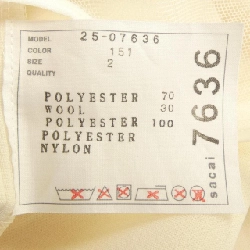 MODEL 25-07636
COLOR 151
SIZE 2
QUALITY
POLYESTER 70
WOOL 30
POLYESTER 100
POLYESTER
NYLON
sacai 7636